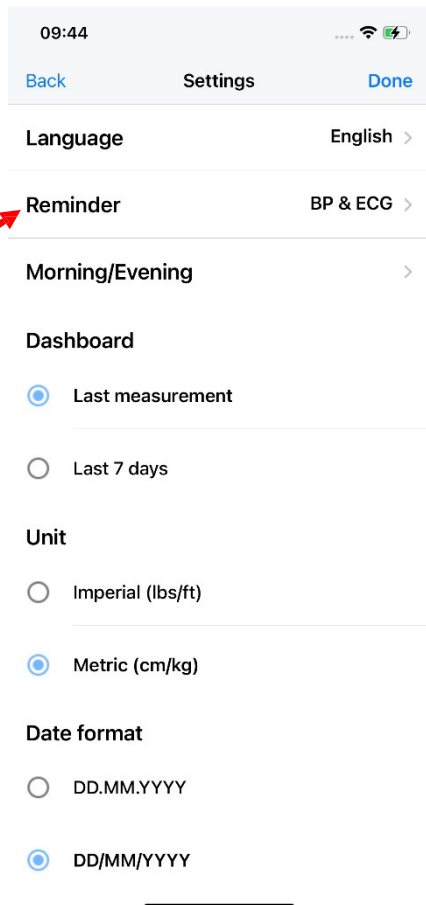 09:44
Back Settings Done
Language English
Reminder BP & ECG
Morning/Evening
Dashboard
Last measurement
Last 7 days
Unit
Imperial (lbs/ft)
Metric (cm/kg)
Date format
DD.MM.YYYY
DD/MM/YYYY